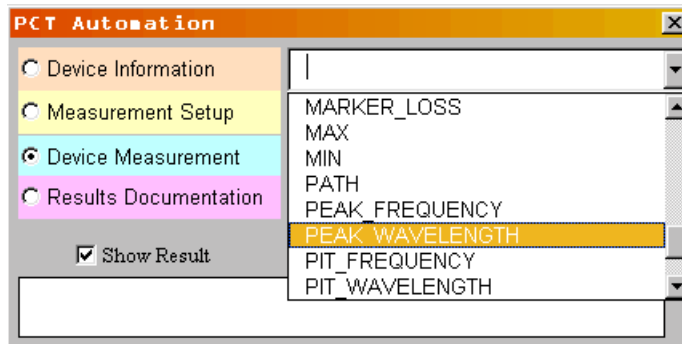 PCT Automation
Device Information
Measurement Setup
Device Measurement
Results Documentation
Show Result
MARKER_LOSS
MAX
MIN
PATH
PEAK_FREQUENCY
PEAK_WAVELENGTH
PIT_FREQUENCY
PIT_WAVELENGTH